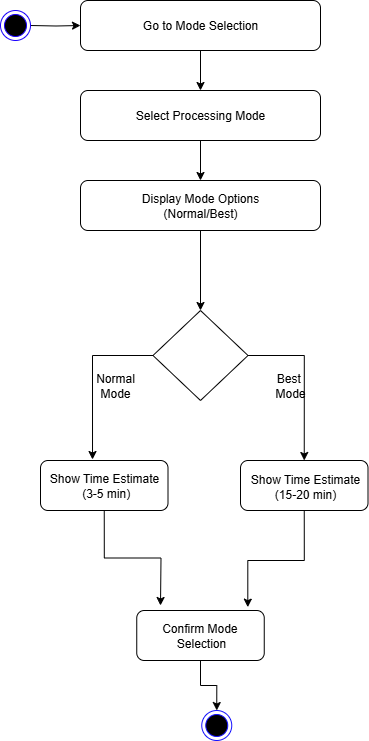 Go to Mode Selection
Select Processing Mode
Display Mode Options
(Normal/Best)
Normal
Mode
Best
Mode
Show Time Estimate
(3-5 min)
Show Time Estimate
(15-20 min)
Confirm Mode
Selection